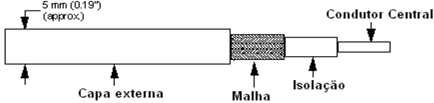 5 mm (0.19")
(approx.)
Condutor Central
Capa externa
Malha
Isolação